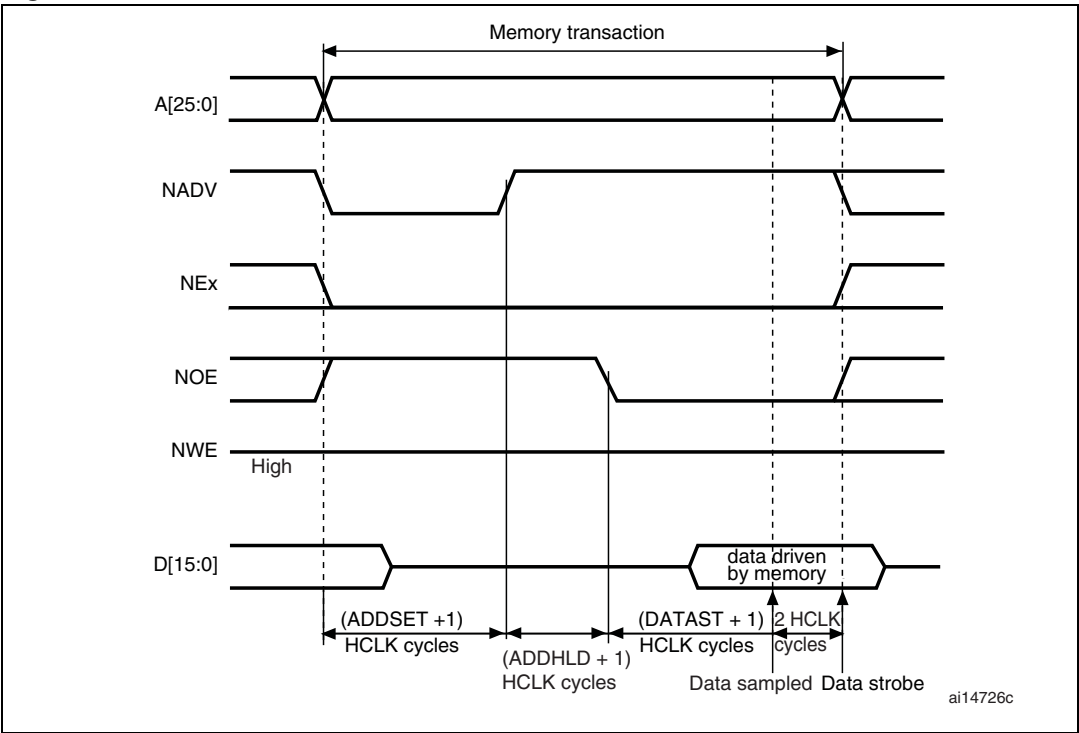 Memory transaction
A[25:0]
NADV
NEx
NOE
NWE
High
D[15:0]
data driven
by memory
(ADDSET +1)
HCLK cycles
(ADDHLD + 1)
HCLK cycles
(DATAST + 1)
HCLK cycles
2 HCLK
cycles
Data sampled
Data strobe
ai14726c